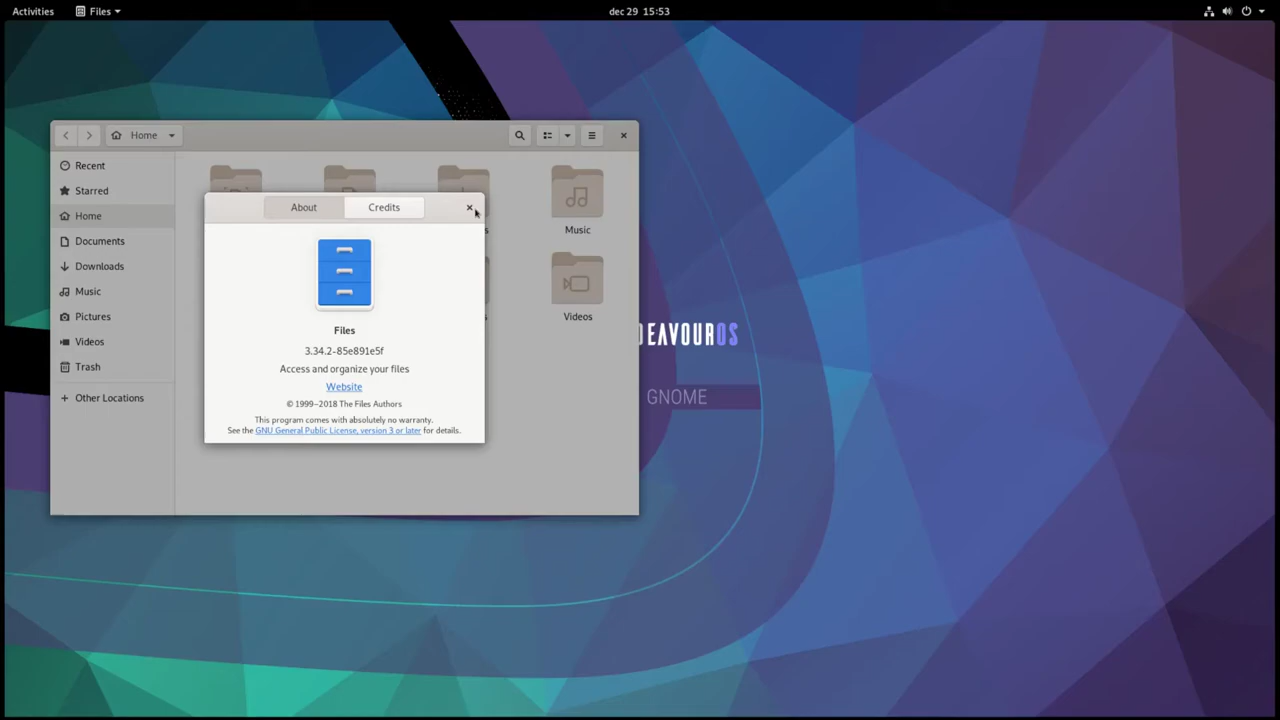 Activities
Files
dec 29 15:53
Home
Recent
Starred
Home
Documents
Downloads
Music
Pictures
Videos
Trash
Other Locations
Music
Videos
About
Credits
Files
3.34.2-85e891e5f
Access and organize your files
Website
© 1999–2018 The Files Authors
This program comes with absolutely no warranty.
See the GNU General Public License, version 3 or later for details.
DEAVOUROS
GNOME